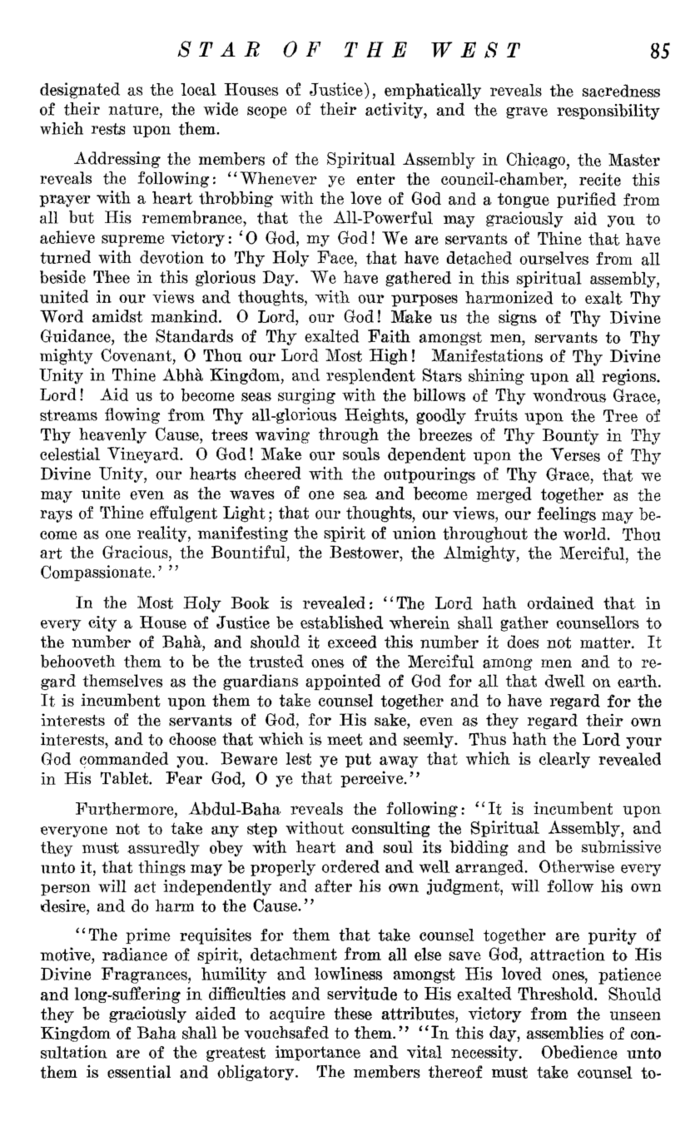 STAR OF THE WEST 85
designated as the local Houses of Justice), emphatically reveals the sacredness
of their nature, the wide scope of their activity, and the grave responsibility
which rests upon them.
Addressing the members of the Spiritual Assembly in Chicago, the Master
reveals the following: “Whenever ye enter the council-chamber, recite this
prayer with a heart throbbing with the love of God and a tongue purified from
all but His remembrance, that the All-Powerful may graciously aid you to
achieve supreme victory: ‘O God, my God! We are servants of Thine that have
turned with devotion to Thy Holy Face, that have detached ourselves from all
beside Thee in this glorious Day. We have gathered in this spiritual assembly,
united in our views and thoughts, with our purposes harmonized to exalt Thy
Word amidst mankind. O Lord, our God! Make us the signs of Thy Divine
Guidance, the Standards of Thy exalted Faith amongst men, servants to Thy
mighty Covenant, O Thou our Lord Most High! Manifestations of Thy Divine
Unity in Thine Abhà Kingdom, and resplendent Stars shining upon all regions.
Lord! Aid us to become seas surging with the billows of Thy wondrous Grace,
streams flowing from Thy all-glorious Heights, goodly fruits upon the Tree of
Thy heavenly Cause, trees waving through the breezes of Thy Bounty in Thy
celestial Vineyard. O God! Make our souls dependent upon the Verses of Thy
Divine Unity, our hearts cheered with the outpourings of Thy Grace, that we
may unite even as the waves of one sea and become merged together as the
rays of Thine effulgent Light; that our thoughts, our views, our feelings may be-
come as one reality, manifesting the spirit of union throughout the world. Thou
art the Gracious, the Bountiful, the Bestower, the Almighty, the Merciful, the
Compassionate.’ ”
In the Most Holy Book is revealed: “The Lord hath ordained that in
every city a House of Justice be established wherein shall gather counsellors to
the number of Bahà, and should it exceed this number it does not matter. It
behooveth them to be the trusted ones of the Merciful among men and to re-
gard themselves as the guardians appointed of God for all that dwell on earth.
It is incumbent upon them to take counsel together and to have regard for the
interests of the servants of God, for His sake, even as they regard their own
interests, and to choose that which is meet and seemly. Thus hath the Lord your
God commanded you. Beware lest ye put away that which is clearly revealed
in His Tablet. Fear God, O ye that perceive.”
Furthermore, Abdul-Baha reveals the following: “It is incumbent upon
everyone not to take any step without consulting the Spiritual Assembly, and
they must assuredly obey with heart and soul its bidding and be submissive
unto it, that things may be properly ordered and well arranged. Otherwise every
person will act independently and after his own judgment, will follow his own
desire, and do harm to the Cause.”
“The prime requisites for them that take counsel together are purity of
motive, radiance of spirit, detachment from all else save God, attraction to His
Divine Fragrances, humility and lowliness amongst His loved ones, patience
and long-suffering in difficulties and servitude to His exalted Threshold. Should
they be graciously aided to acquire these attributes, victory from the unseen
Kingdom of Baha shall be vouchsafed to them.” “In this day, assemblies of con-
sultation are of the greatest importance and vital necessity. Obedience unto
them is essential and obligatory. The members thereof must take counsel to-